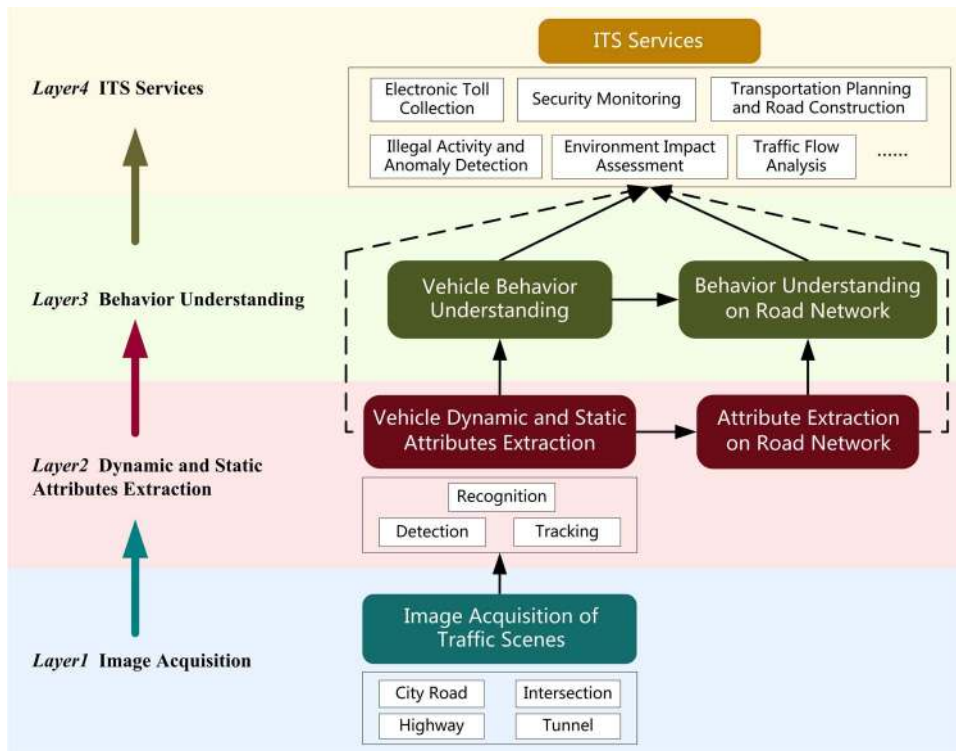 ITS Services
Layer4 ITS Services
Electronic Toll
Collection
Security Monitoring
Transportation Planning
and Road Construction
Illegal Activity and
Anomaly Detection
Environment Impact
Assessment
Traffic Flow
Analysis
......
Layer3 Behavior Understanding
Vehicle Behavior
Understanding
Behavior Understanding
on Road Network
Layer2 Dynamic and Static
Attributes Extraction
Vehicle Dynamic and Static
Attributes Extraction
Attribute Extraction
on Road Network
Recognition
Detection
Tracking
Layer1 Image Acquisition
Image Acquisition of
Traffic Scenes
City Road
Intersection
Highway
Tunnel